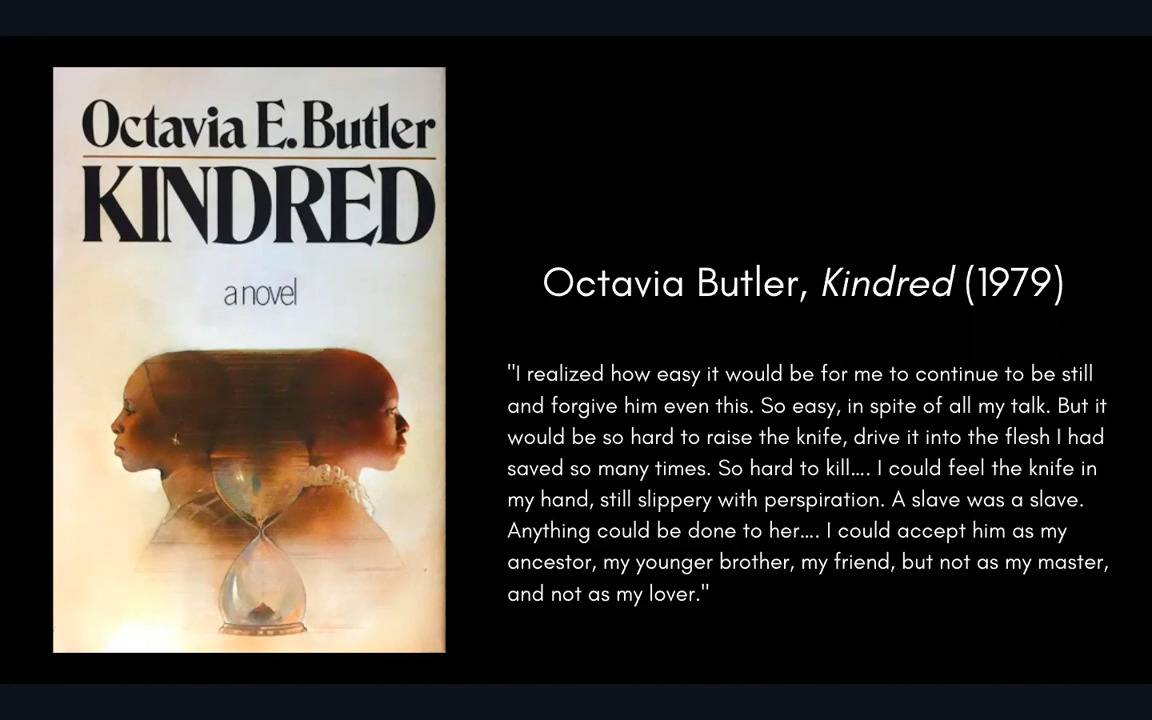 Octavia E. Butler
KINDRED
a novel
Octavia Butler, Kindred (1979)
"I realized how easy it would be for me to continue to be still
and forgive him even this. So easy, in spite of all my talk. But it
would be so hard to raise the knife, drive it into the flesh I had
saved so many times. So hard to kill.... I could feel the knife in
my hand, still slippery with perspiration. A slave was a slave.
Anything could be done to her.... I could accept him as my
ancestor, my younger brother, my friend, but not as my master,
and not as my lover."